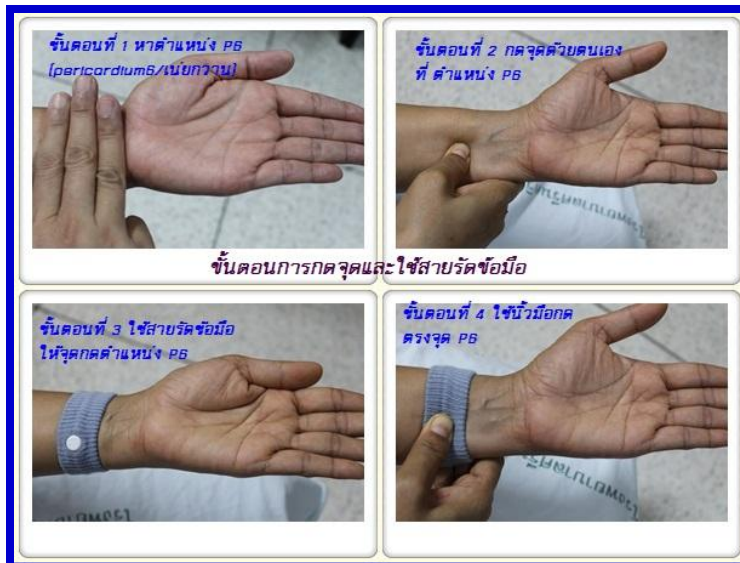 ขั้นตอนที่ 1 หาตำแหน่ง P6
(pericordium6/เน่ยกวาน)
ขั้นตอนที่ 2 กดจุดด้วยตนเอง
ที่ ตำแหน่ง P6
ขั้นตอนการกดจุดและใช้สายรัดข้อมือ
ขั้นตอนที่ 3 ใช้สายรัดข้อมือ
ให้จุดกดตำแหน่ง P6
ขั้นตอนที่ 4 ใช้นิ้วมือกด
ตรงจุด P6